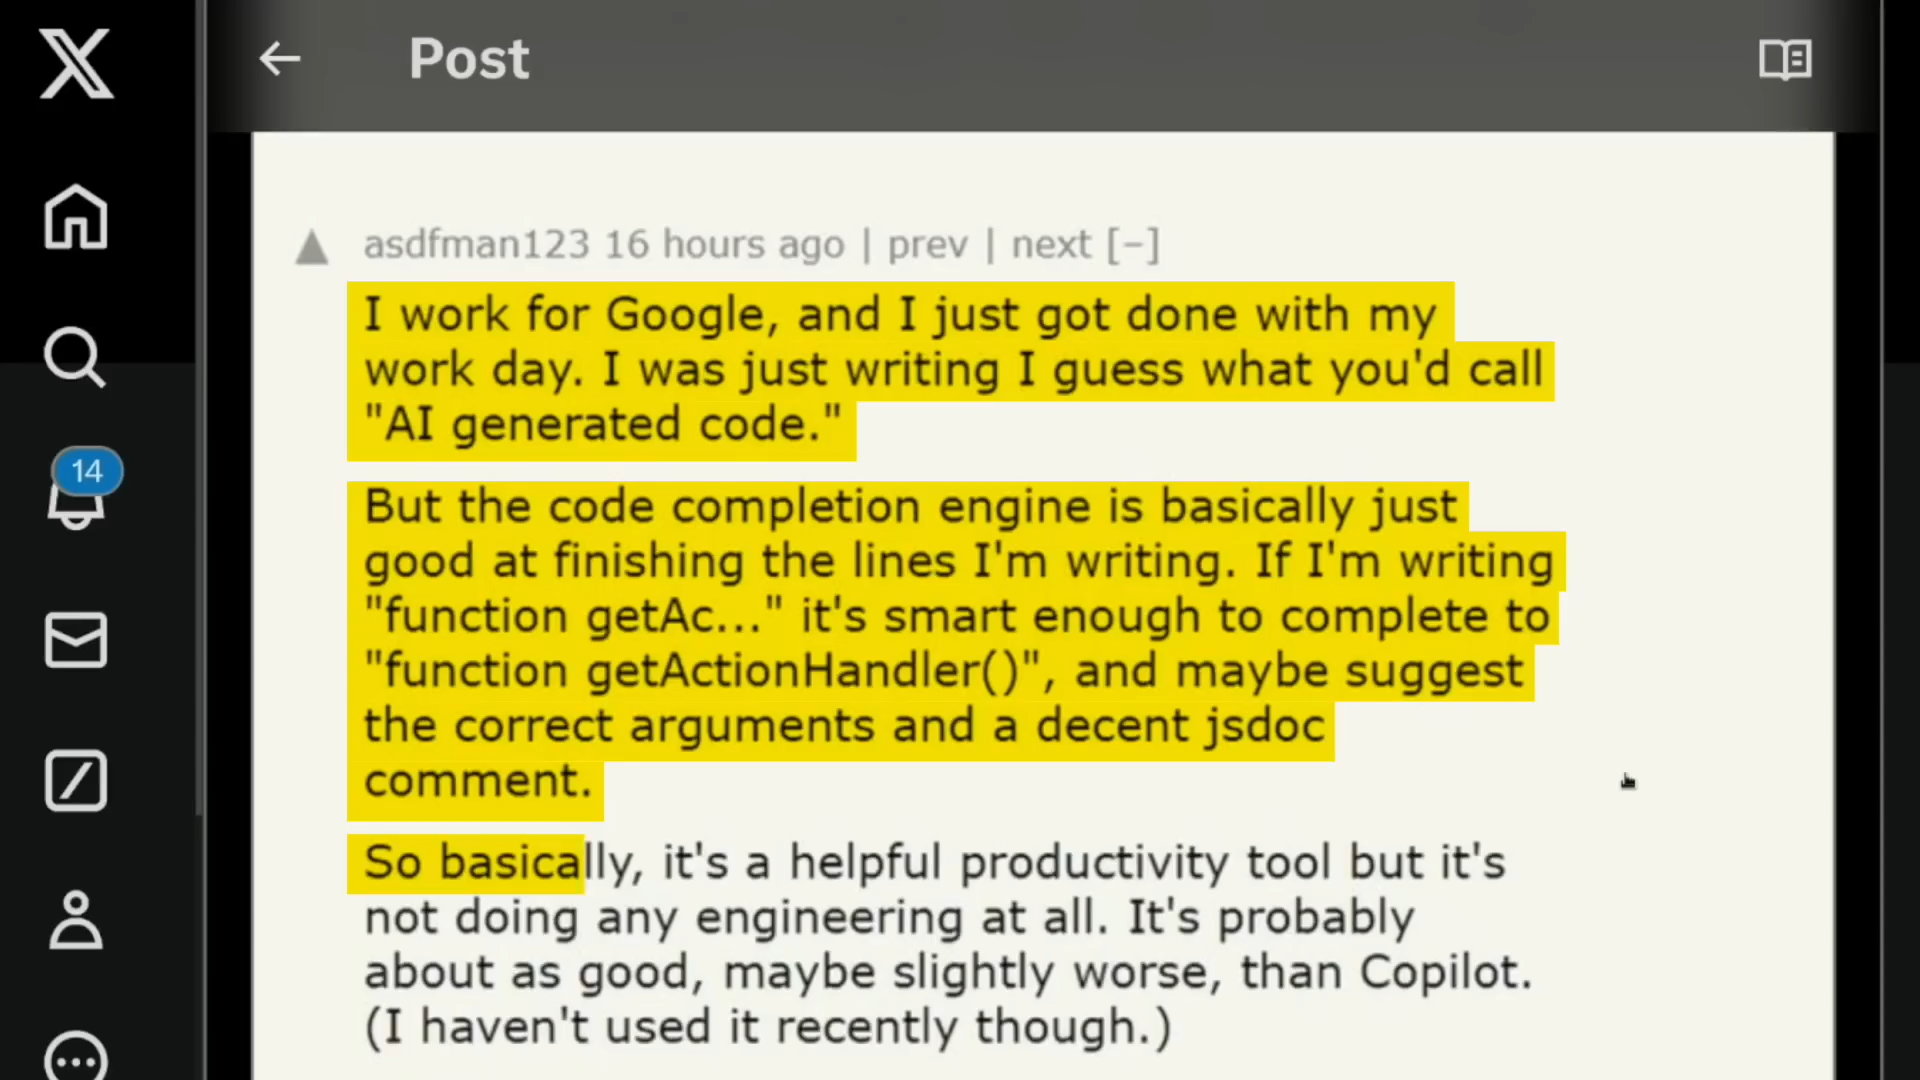 Post
14
asdfman123 16 hours ago | prev | next [–]
I work for Google, and I just got done with my
work day. I was just writing I guess what you'd call
"AI generated code."
But the code completion engine is basically just
good at finishing the lines I'm writing. If I'm writing
"function getAc..." it's smart enough to complete to
"function getActionHandler()", and maybe suggest
the correct arguments and a decent jsdoc
comment.
So basically, it's a helpful productivity tool but it's
not doing any engineering at all. It's probably
about as good, maybe slightly worse, than Copilot.
(I haven't used it recently though.)